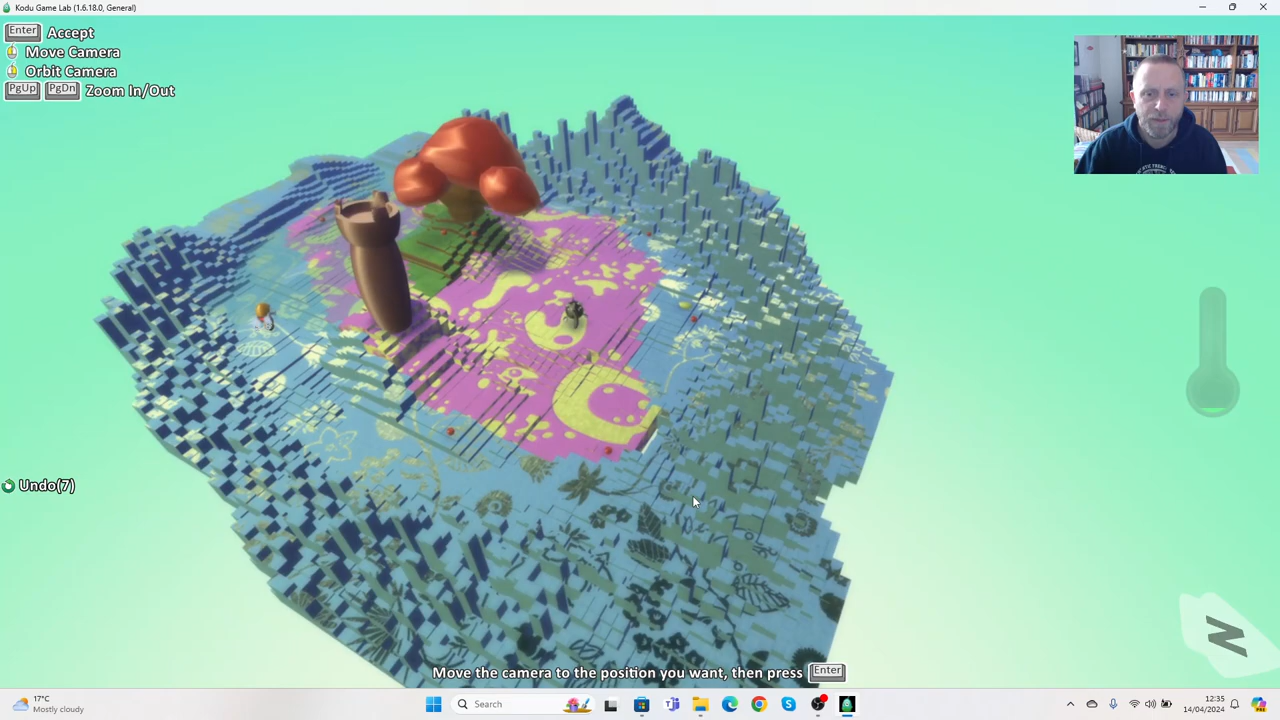 Kodu Game Lab (1.6.18.0, General)
Enter Accept
Move Camera
Orbit Camera
PgUp PgDn Zoom In/Out
Undo(7)
Move the camera to the position you want, then press Enter
17°C
Mostly cloudy
Search
12:35
14/04/2024